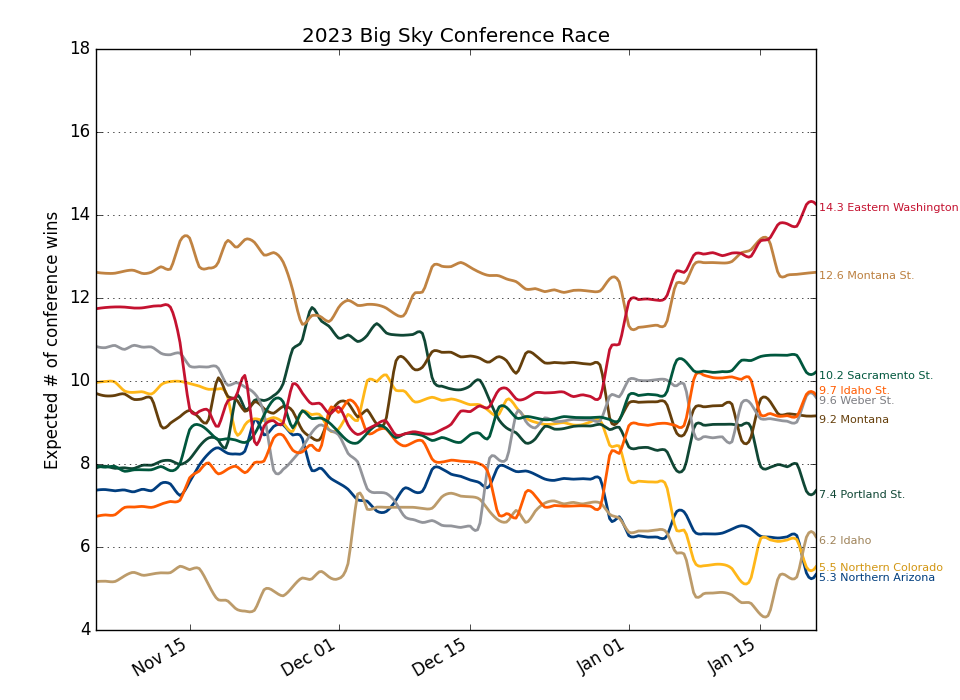 2023 Big Sky Conference Race
Expected # of conference wins
18
16
14
12
10
8
6
4
14.3 Eastern Washington
12.6 Montana St.
10.2 Sacramento St.
9.7 Idaho St.
9.6 Weber St.
9.2 Montana
7.4 Portland St.
6.2 Idaho
5.5 Northern Colorado
5.3 Northern Arizona
Nov 15
Dec 01
Dec 15
Jan 01
Jan 15